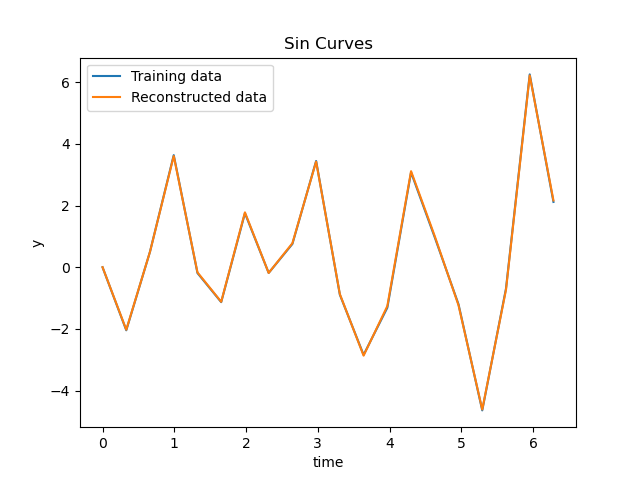 Sin Curves
Training data
Reconstructed data
6
4
2
0
−2
−4
y
0 1 2 3 4 5 6
time